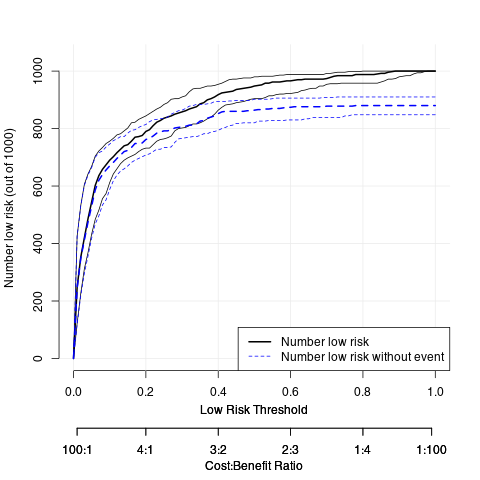 Number low risk (out of 1000)
1000
800
600
400
200
0
Number low risk
Number low risk without event
0.0 0.2 0.4 0.6 0.8 1.0
Low Risk Threshold
100:1 4:1 3:2 2:3 1:4 1:100
Cost:Benefit Ratio